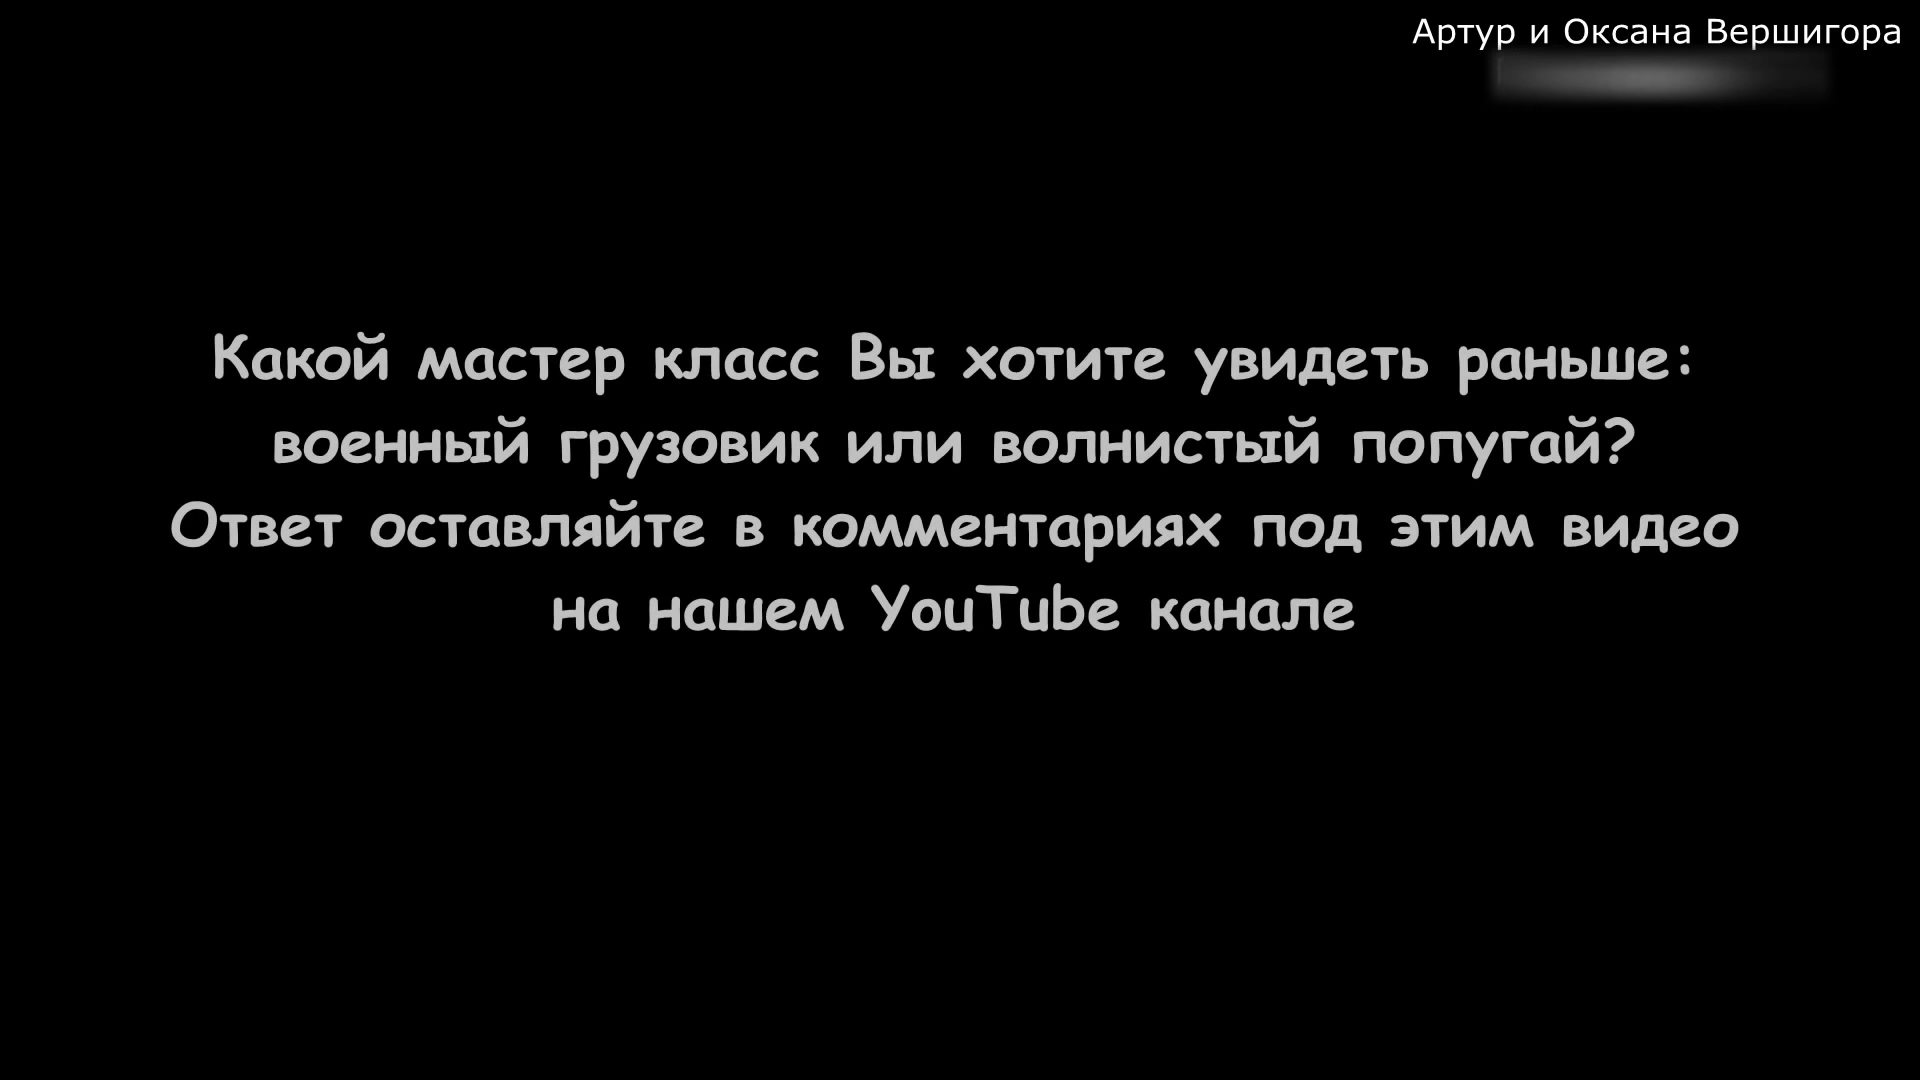 Артур и Оксана Вершигора
Какой мастер класс Вы хотите увидеть раньше:
военный грузовик или волнистый попугай?
Ответ оставляйте в комментариях под этим видео
на нашем YouTube канале